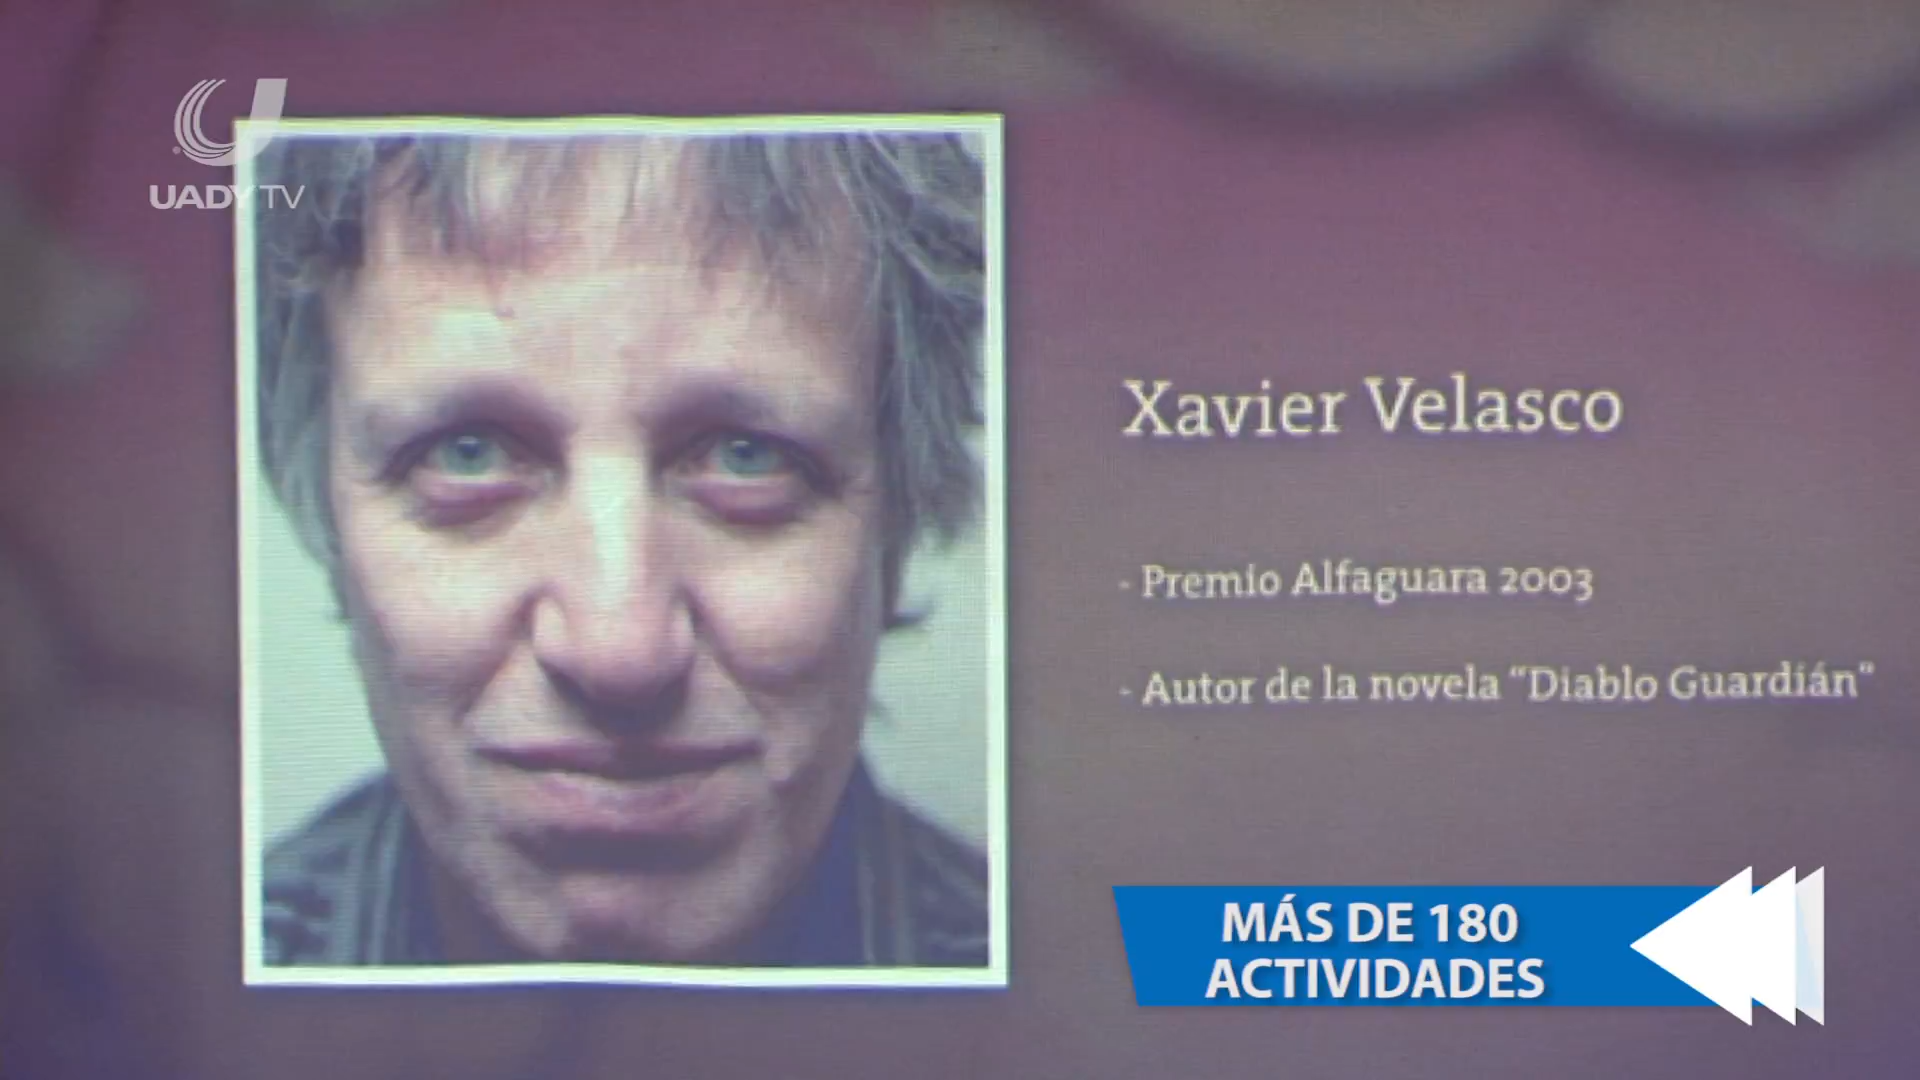 UADY TV
Xavier Velasco
- Premio Alfaguara 2003
- Autor de la novela "Diablo Guardián"
MÁS DE 180
ACTIVIDADES